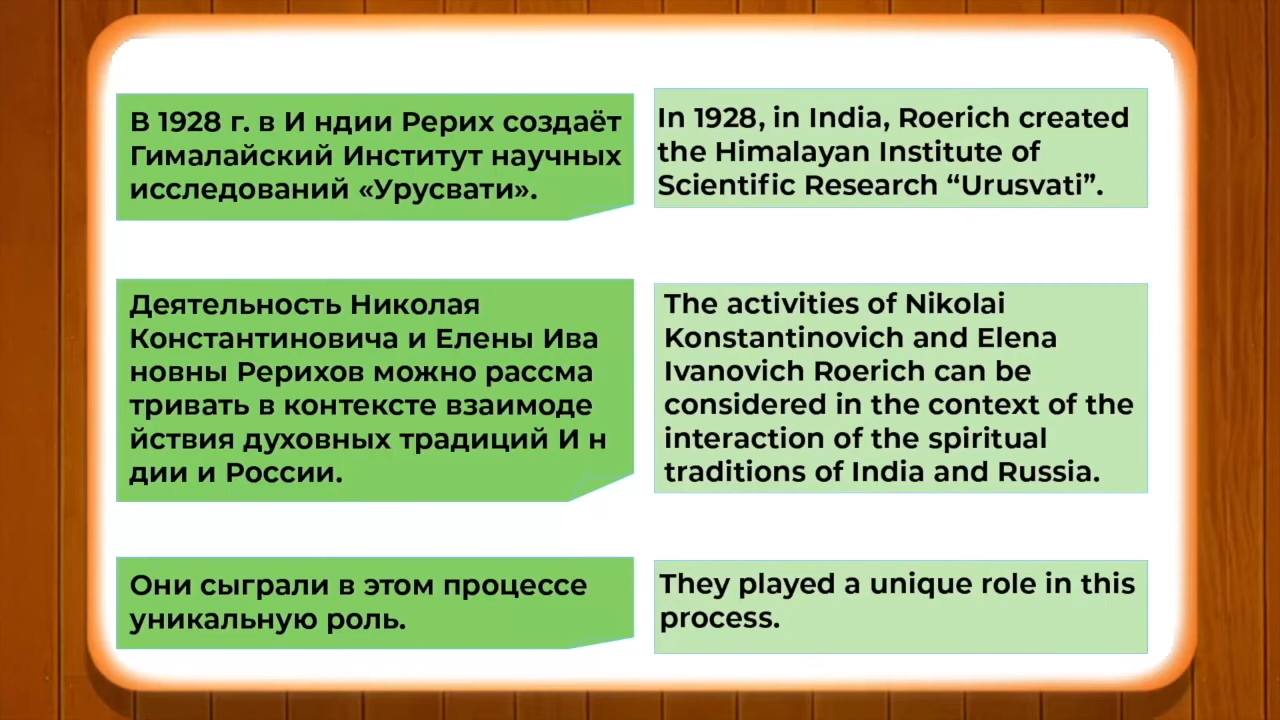 В 1928 г. в И ндии Рерих создаёт
Гималайский Институт научных
исследований «Урусвати».
In 1928, in India, Roerich created
the Himalayan Institute of
Scientific Research “Urusvati”.
Деятельность Николая
Константиновича и Елены Ива
новны Рерихов можно рассма
тривать в контексте взаимоде
йствия духовных традиций И н
дии и России.
The activities of Nikolai
Konstantinovich and Elena
Ivanovich Roerich can be
considered in the context of the
interaction of the spiritual
traditions of India and Russia.
Они сыграли в этом процессе
уникальную роль.
They played a unique role in this
process.